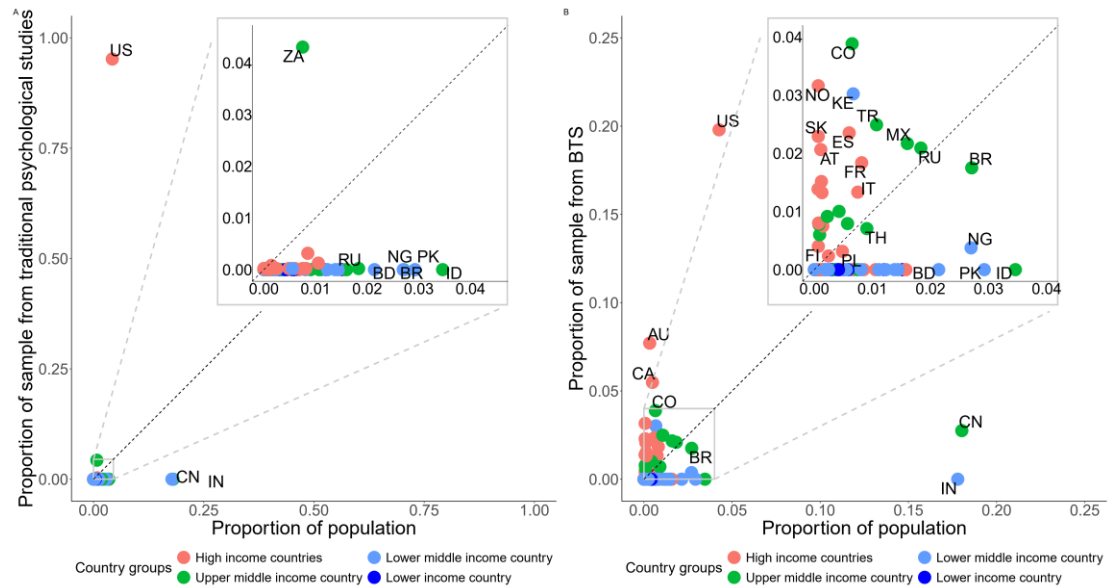 A
Proportion of sample from traditional psychological studies
1.00
0.75
0.50
0.25
0.00
US
CN IN
0.00 0.25 0.50 0.75 1.00
Proportion of population
0.04
0.03
0.02
0.01
0.00
ZA
RU NG PK
BD BR ID
0.00 0.01 0.02 0.03 0.04
Country groups
High income countries
Upper middle income country
Lower middle income country
Lower income country
B
Proportion of sample from BTS
0.25
0.20
0.15
0.10
0.05
0.00
US
AU
CA
CO
BR
CN
IN
0.00 0.05 0.10 0.15 0.20 0.25
Proportion of population
0.04
0.03
0.02
0.01
0.00
CO
NO KE
TR
SK ES MX
AT FR RU BR
IT
TH NG
FI PL BD PK ID
0.00 0.01 0.02 0.03 0.04
Country groups
High income countries
Upper middle income country
Lower middle income country
Lower income country